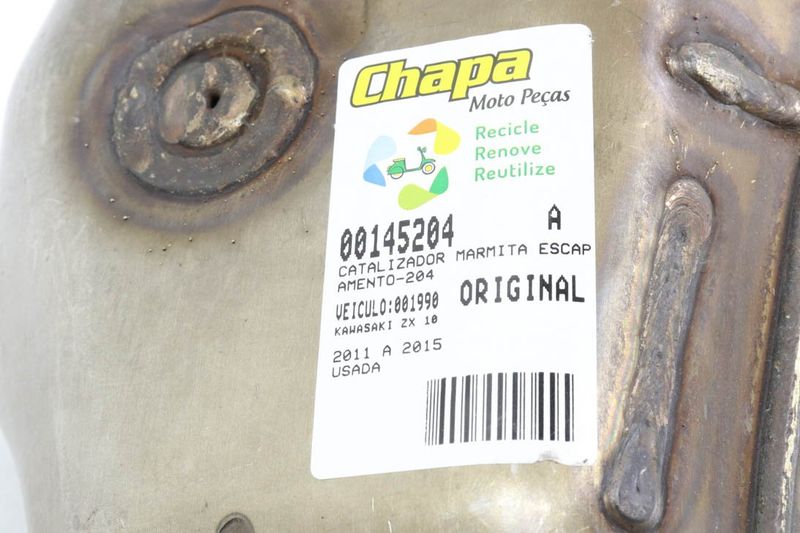 Chapa
Moto Peças
Recicle
Renove
Reutilize
00145204 A
CATALIZADOR MARMITA ESCAP
AMENTO-204
VEICULO:001990 ORIGINAL
KAWASAKI ZX 10
2011 A 2015
USADA